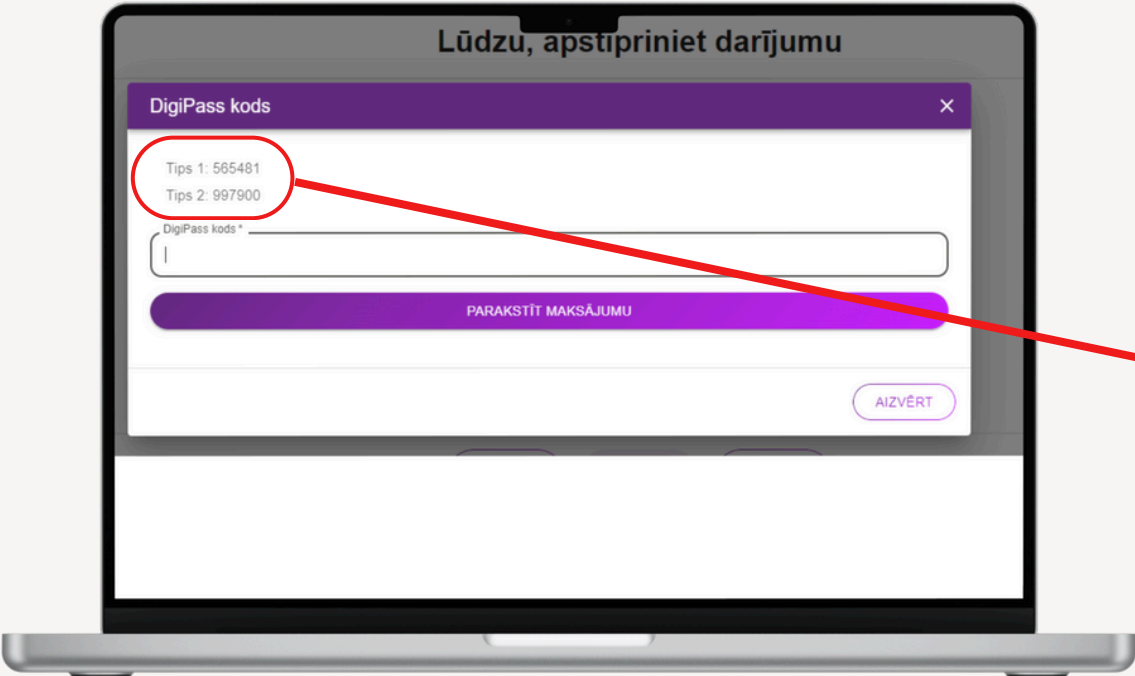 Lūdzu, apstipriniet darījumu
DigiPass kods
Tips 1: 565481
Tips 2: 997900
DigiPass kods *
PARAKSTĪT MAKSĀJUMU
AIZVĒRT